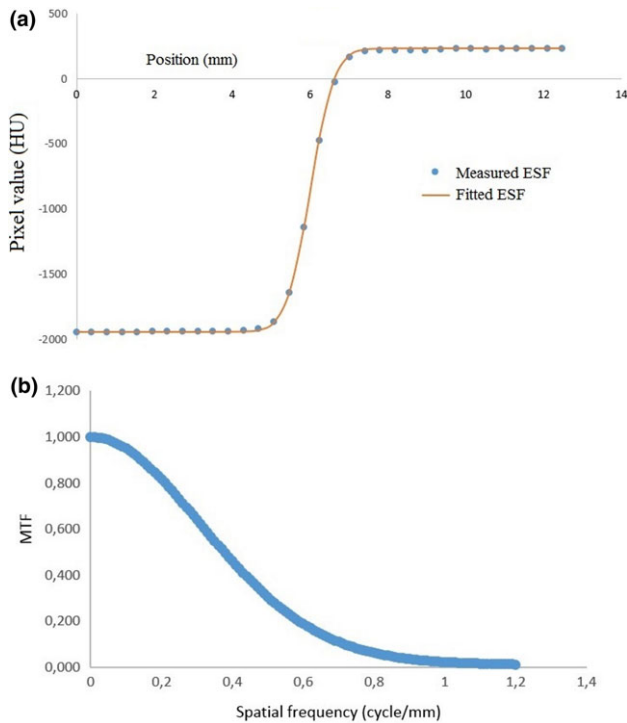 (a)
500
0
-500
-1000
-1500
-2000
Pixel value (HU)
Position (mm)
0 2 4 6 8 10 12 14
Measured ESF
Fitted ESF
(b)
1,200
1,000
0,800
0,600
0,400
0,200
0,000
MTF
0 0,2 0,4 0,6 0,8 1 1,2 1,4
Spatial frequency (cycle/mm)